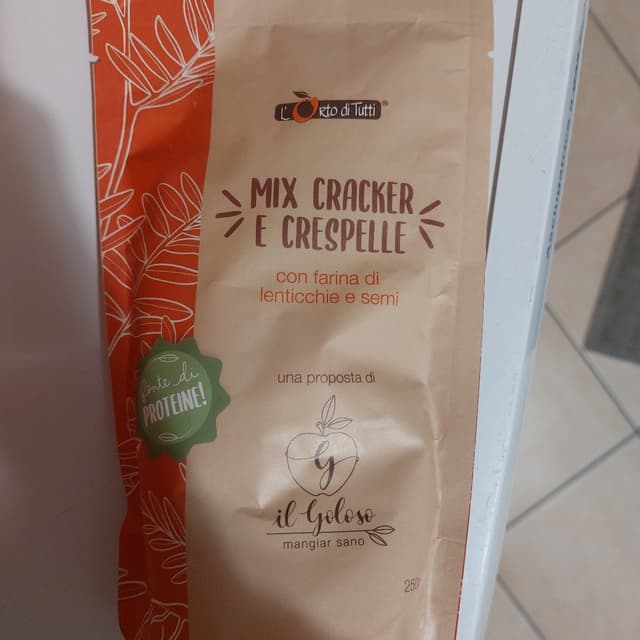 L'Orto di Tutti®
MIX CRACKER
E CRESPELLE
con farina di
lenticchie e semi
fonte di
PROTEINE!
una proposta di
G
il Goloso
mangiar sano
250